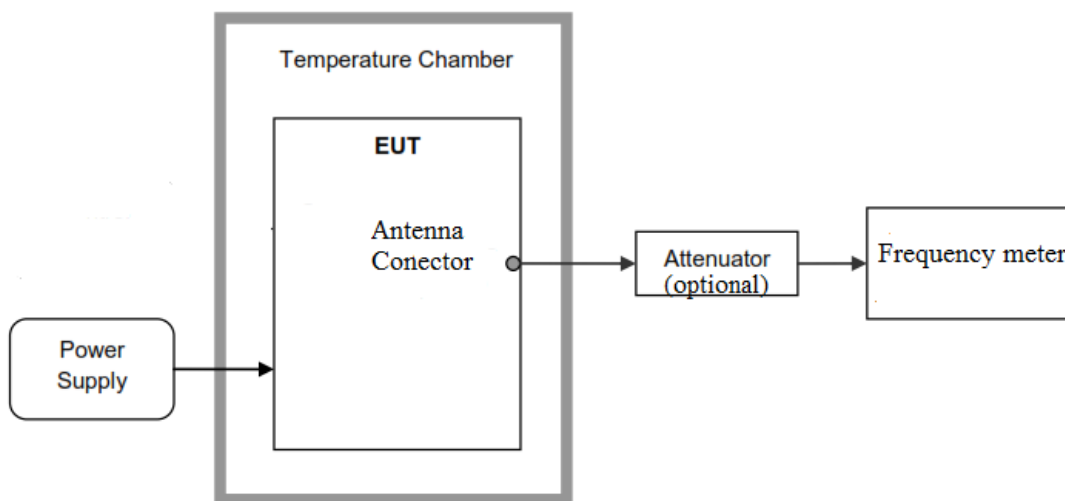 Temperature Chamber
EUT
Antenna
Conector
Attenuator
(optional)
Frequency meter
Power
Supply